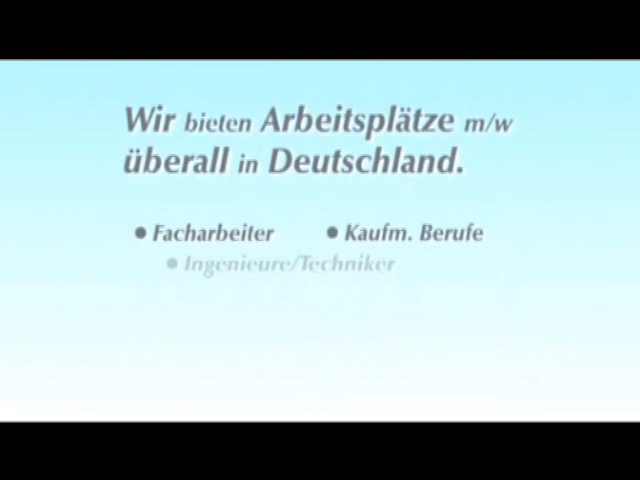 Wir bieten Arbeitsplätze m/w
überall in Deutschland.
• Facharbeiter • Kaufm. Berufe
• Ingenieure/Techniker